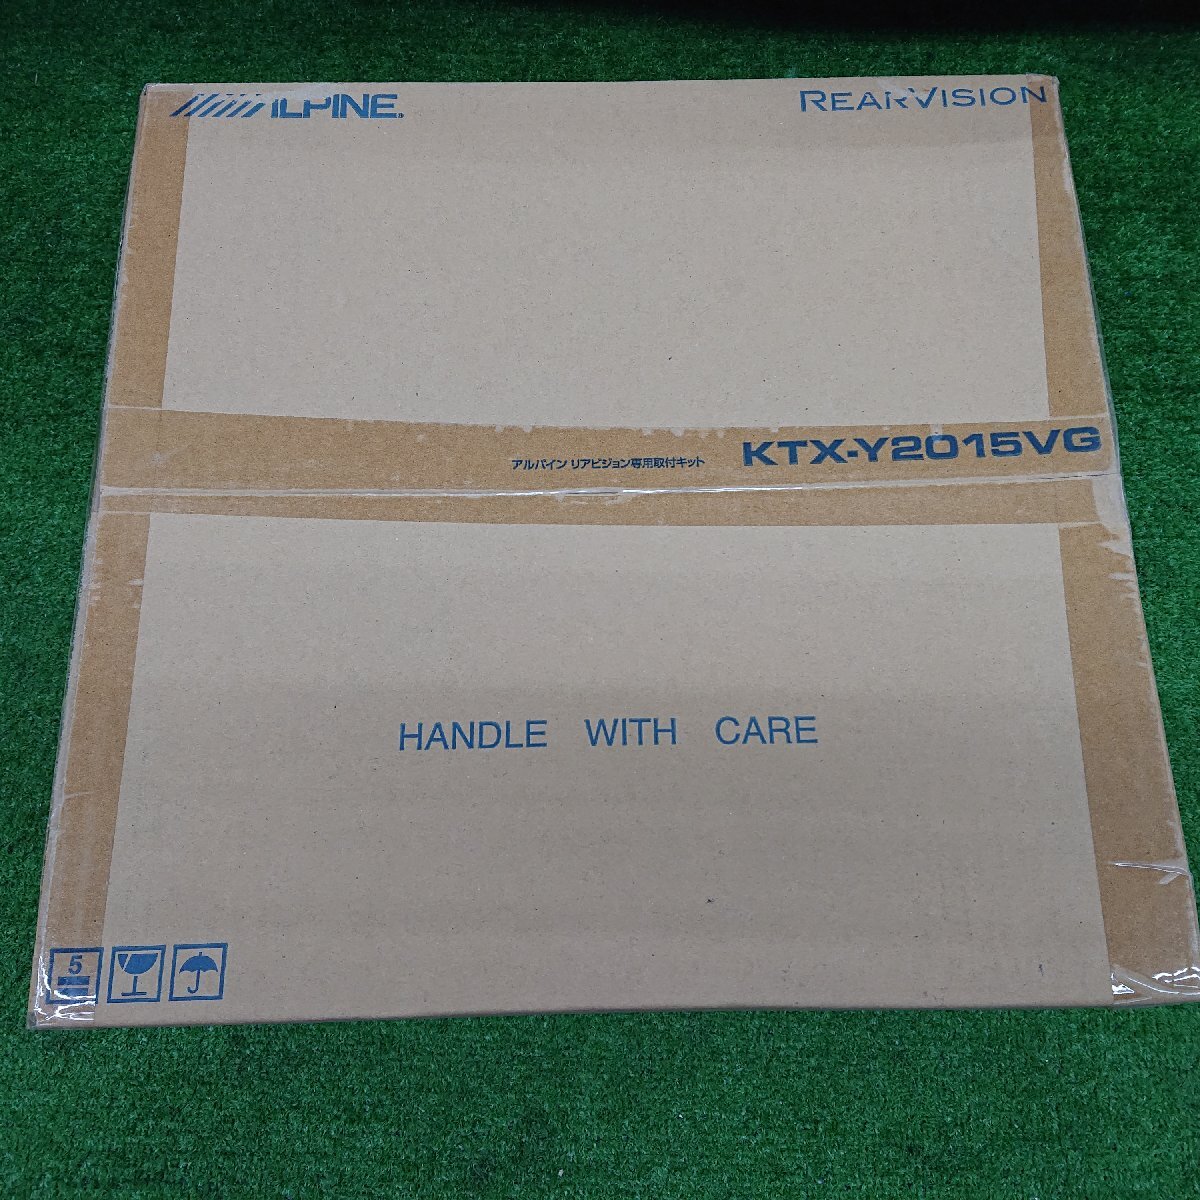 ALPINE
REARVISION
アルパイン リアビジョン専用取付キット KTX-Y2015VG
HANDLE WITH CARE
5